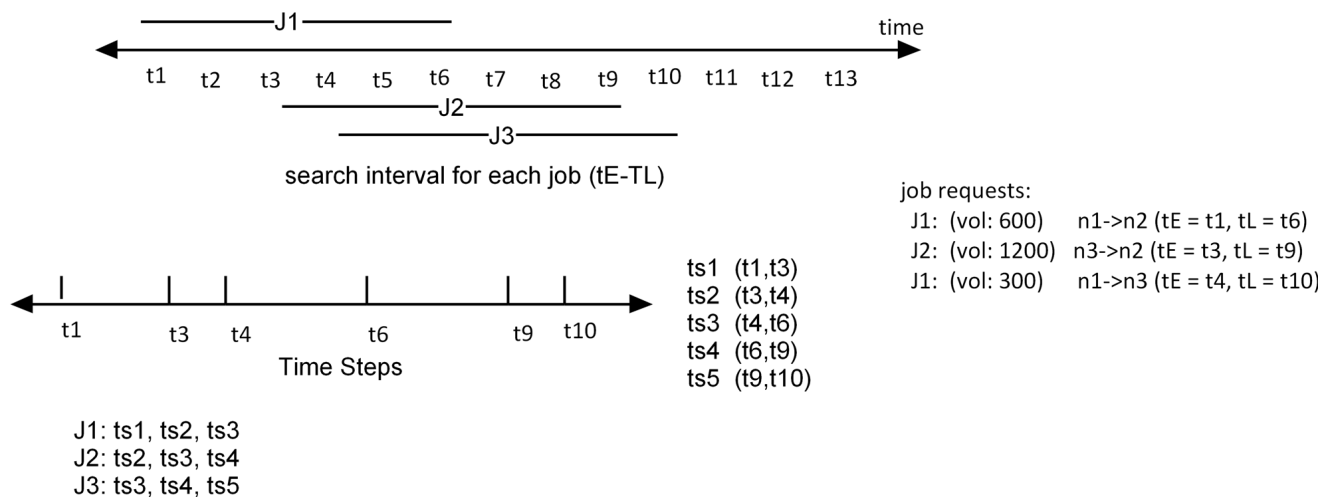 J1
time
t1 t2 t3 t4 t5 t6 t7 t8 t9 t10 t11 t12 t13
J2
J3
search interval for each job (tE-TL)
job requests:
J1: (vol: 600) n1->n2 (tE = t1, tL = t6)
J2: (vol: 1200) n3->n2 (tE = t3, tL = t9)
J1: (vol: 300) n1->n3 (tE = t4, tL = t10)
t1 t3 t4 t6 t9 t10
Time Steps
ts1 (t1,t3)
ts2 (t3,t4)
ts3 (t4,t6)
ts4 (t6,t9)
ts5 (t9,t10)
J1: ts1, ts2, ts3
J2: ts2, ts3, ts4
J3: ts3, ts4, ts5